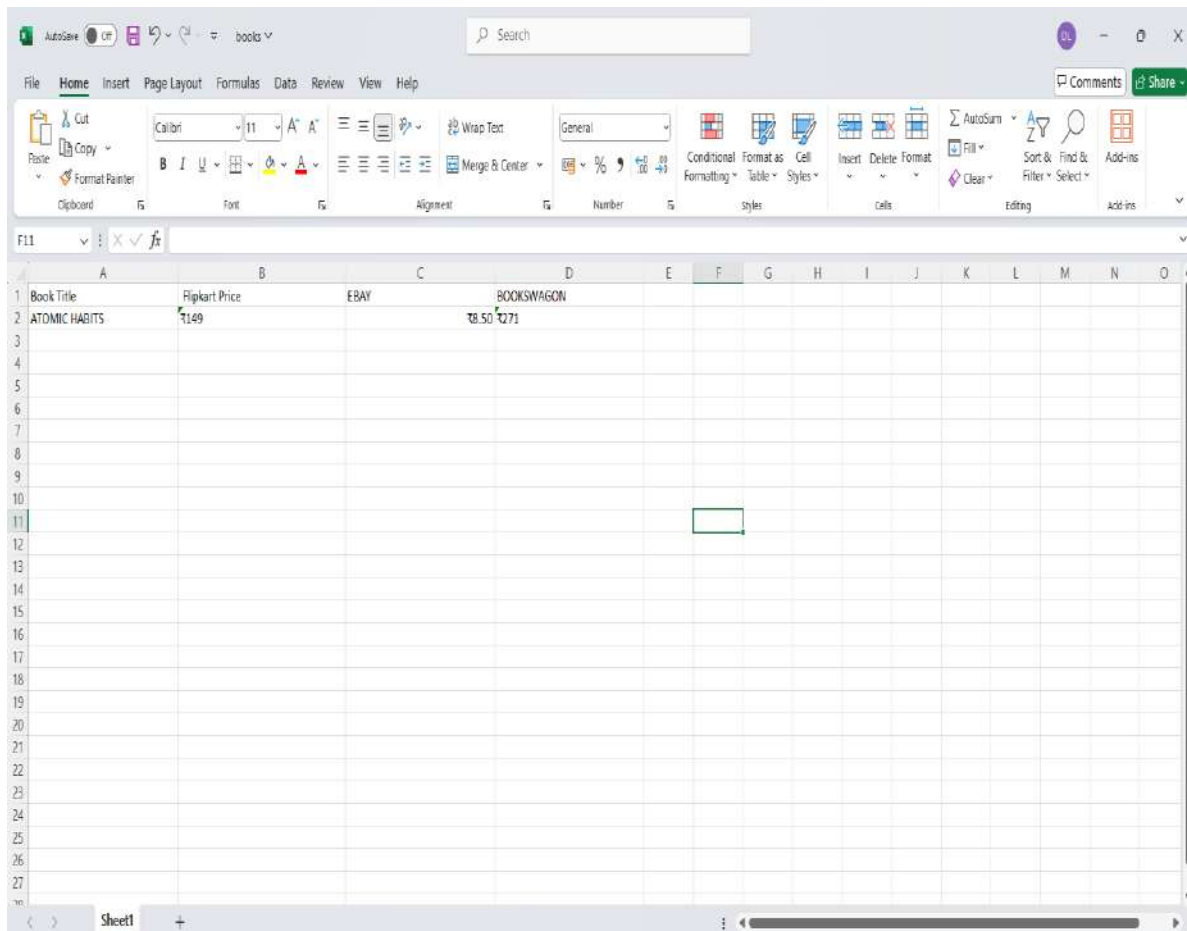 AutoSave Off books Search DL
File Home Insert Page Layout Formulas Data Review View Help Comments Share
Cut Calibri 11 A A Wrap Text General AutoSum
Copy Fill
Paste Format Painter B I U A Merge & Center % Conditional Formatting Format as Table Cell Styles Insert Delete Format Clear Sort & Filter Find & Select Add-ins
Clipboard Font Alignment Number Styles Cells Editing Add-ins
F11 fx
A B C D E F G H I J K L M N O
1 Book Title Flipkart Price EBAY BOOKSWAGON
2 ATOMIC HABITS ₹149 ₹8.50 ₹271
3
4
5
6
7
8
9
10
11
12
13
14
15
16
17
18
19
20
21
22
23
24
25
26
27
Sheet1 +